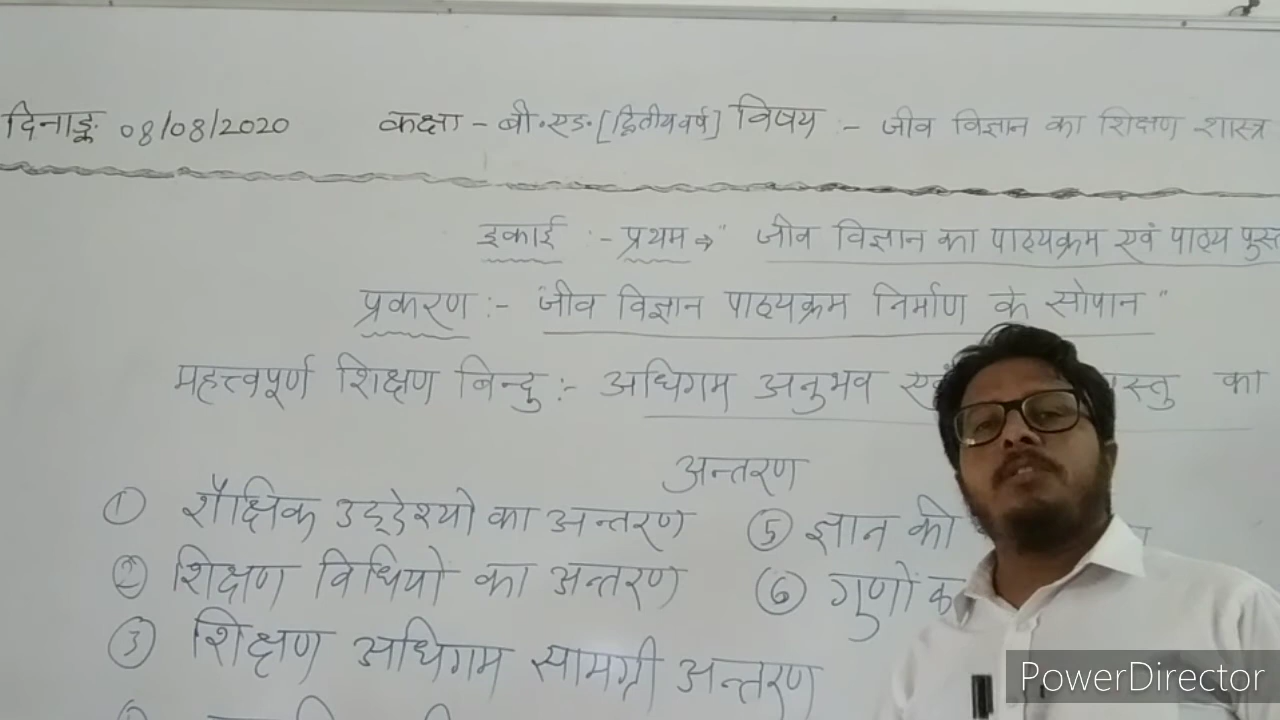 दिनाङ्कः 08/08/2020 कक्षा - बी.एड.[द्वितीय वर्ष] विषय :- जीव विज्ञान का शिक्षण शास्त्र
इकाई :- प्रथम → " जीव विज्ञान का पाठ्यक्रम एवं पाठ्य
प्रकरण :- "जीव विज्ञान पाठ्यक्रम निर्माण के सोपान"
महत्त्वपूर्ण शिक्षण बिन्दु :- अधिगम अनुभव का
अन्तरण
① शैक्षिक उद्देश्यो का अन्तरण
② शिक्षण विधियों का अन्तरण
③ शिक्षण अधिगम सामग्री अन्तरण
⑤ ज्ञान की
⑥ गुणों
PowerDirector